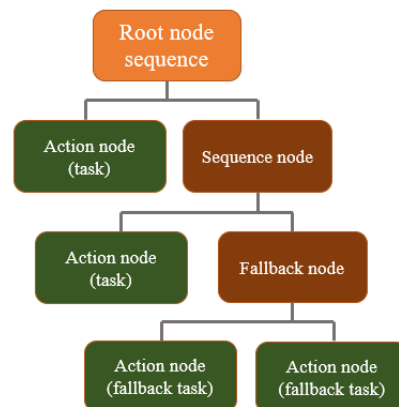 Root node
sequence
Action node
(task)
Sequence node
Action node
(task)
Fallback node
Action node
(fallback task)
Action node
(fallback task)